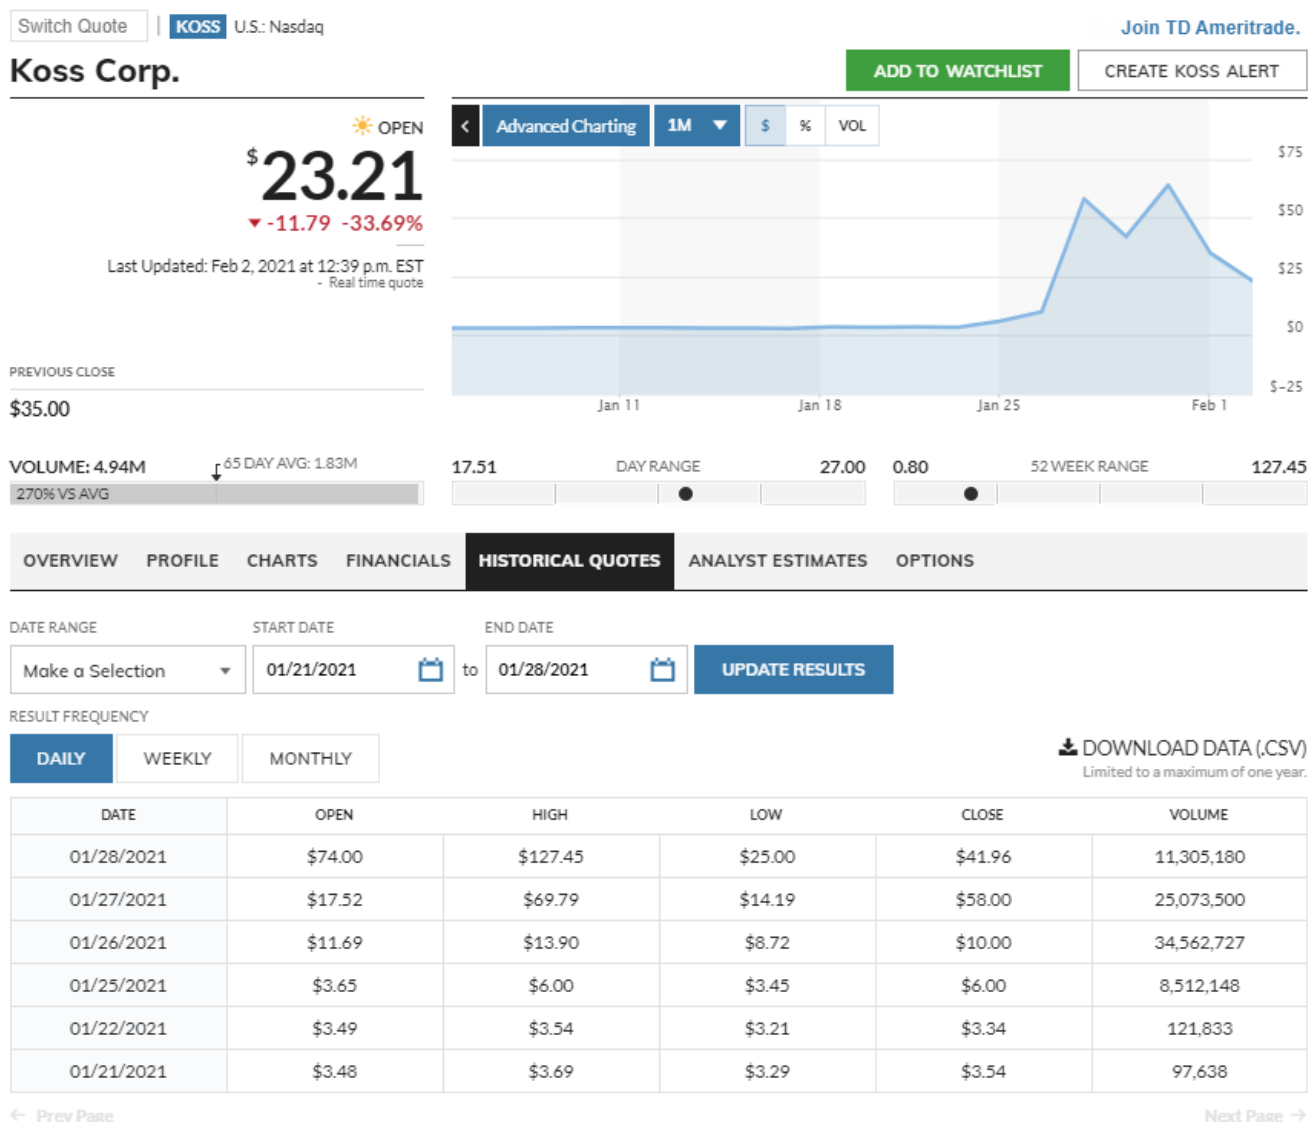 Switch Quote | KOSS U.S.: Nasdaq
Join TD Ameritrade.
Koss Corp.
ADD TO WATCHLIST
CREATE KOSS ALERT
OPEN
$23.21
-11.79 -33.69%
Last Updated: Feb 2, 2021 at 12:39 p.m. EST
- Real time quote
PREVIOUS CLOSE
$35.00
Advanced Charting 1M $ % VOL
$75
$50
$25
$0
$-25
Jan 11 Jan 18 Jan 25 Feb 1
VOLUME: 4.94M 65 DAY AVG: 1.83M
270% VS AVG
17.51 DAY RANGE 27.00
0.80 52 WEEK RANGE 127.45
OVERVIEW PROFILE CHARTS FINANCIALS HISTORICAL QUOTES ANALYST ESTIMATES OPTIONS
DATE RANGE START DATE END DATE
Make a Selection 01/21/2021 to 01/28/2021 UPDATE RESULTS
RESULT FREQUENCY
DAILY WEEKLY MONTHLY
DOWNLOAD DATA (.CSV)
Limited to a maximum of one year.
DATE OPEN HIGH LOW CLOSE VOLUME
01/28/2021 $74.00 $127.45 $25.00 $41.96 11,305,180
01/27/2021 $17.52 $69.79 $14.19 $58.00 25,073,500
01/26/2021 $11.69 $13.90 $8.72 $10.00 34,562,727
01/25/2021 $3.65 $6.00 $3.45 $6.00 8,512,148
01/22/2021 $3.49 $3.54 $3.21 $3.34 121,833
01/21/2021 $3.48 $3.69 $3.29 $3.54 97,638
← Prev Page Next Page →